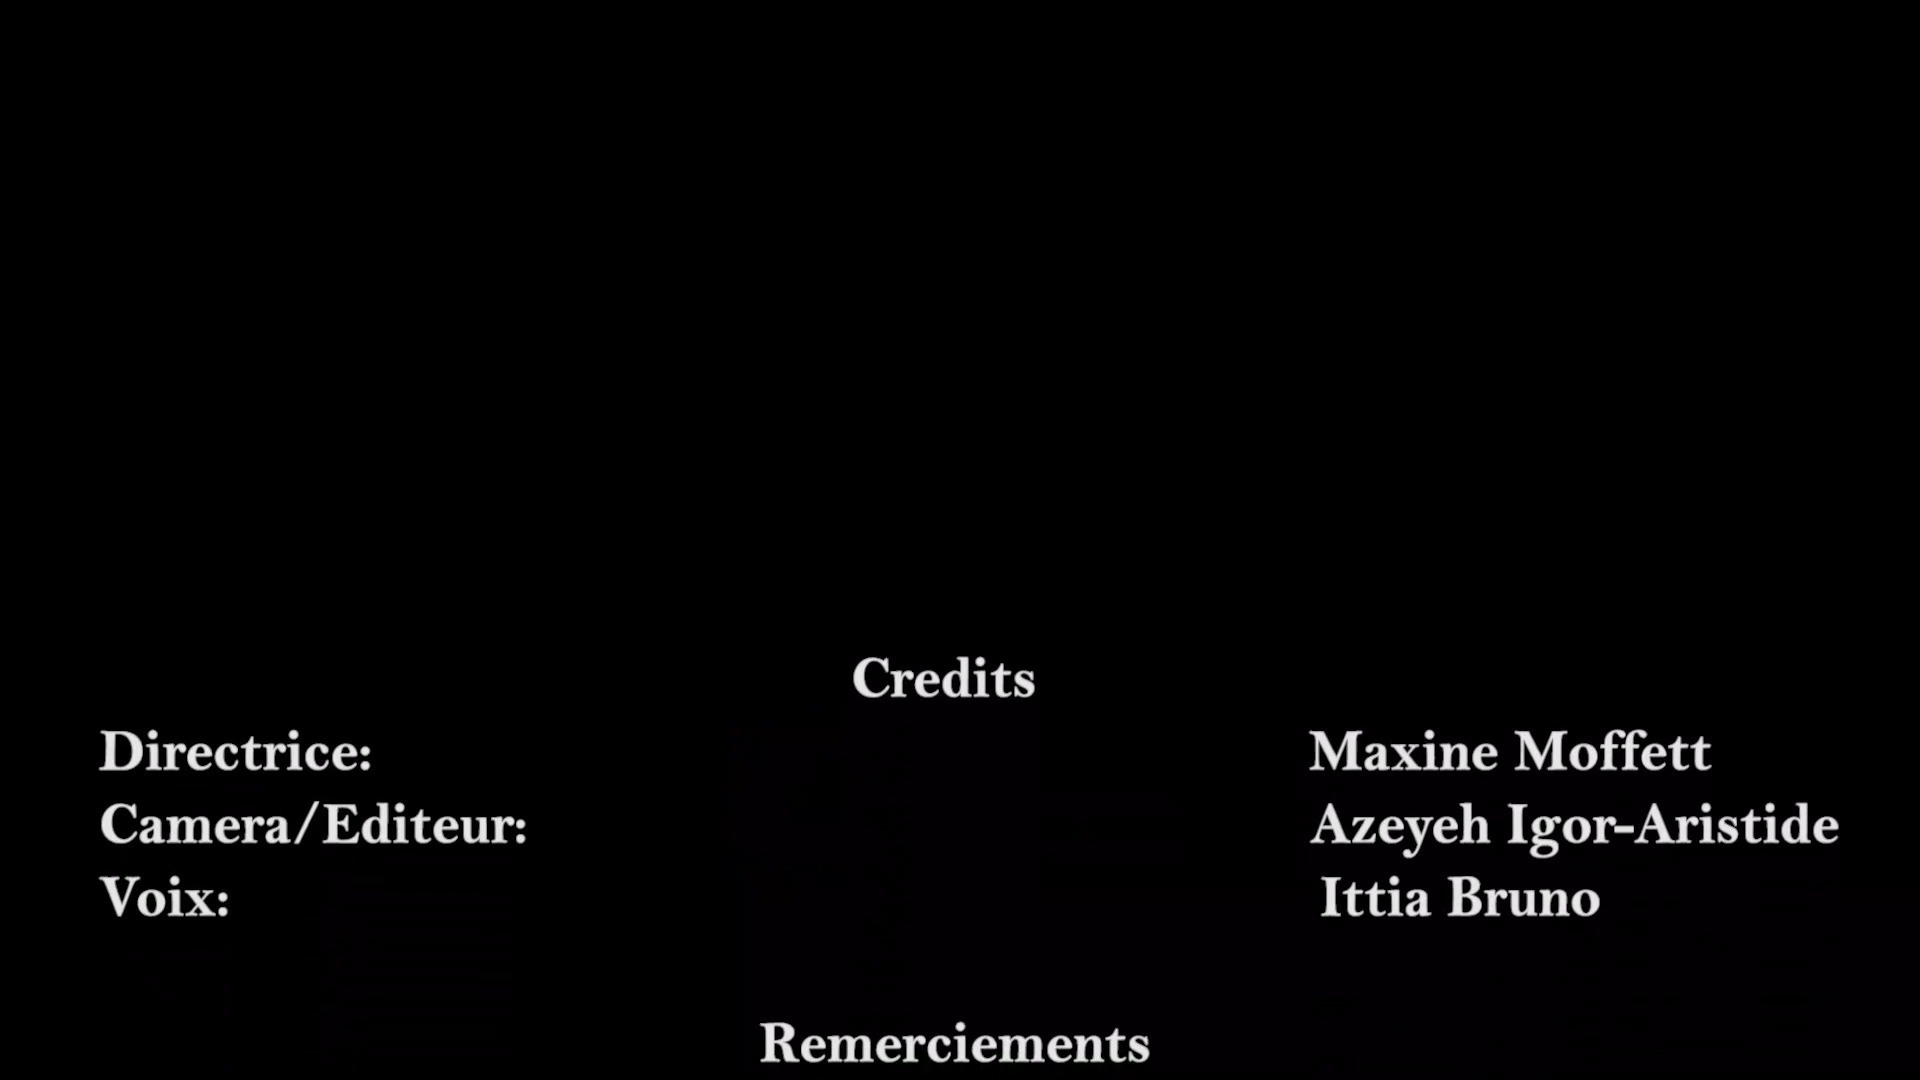 Credits
Directrice: Maxine Moffett
Camera/Editeur: Azeyeh Igor-Aristide
Voix: Ittia Bruno
Remerciements